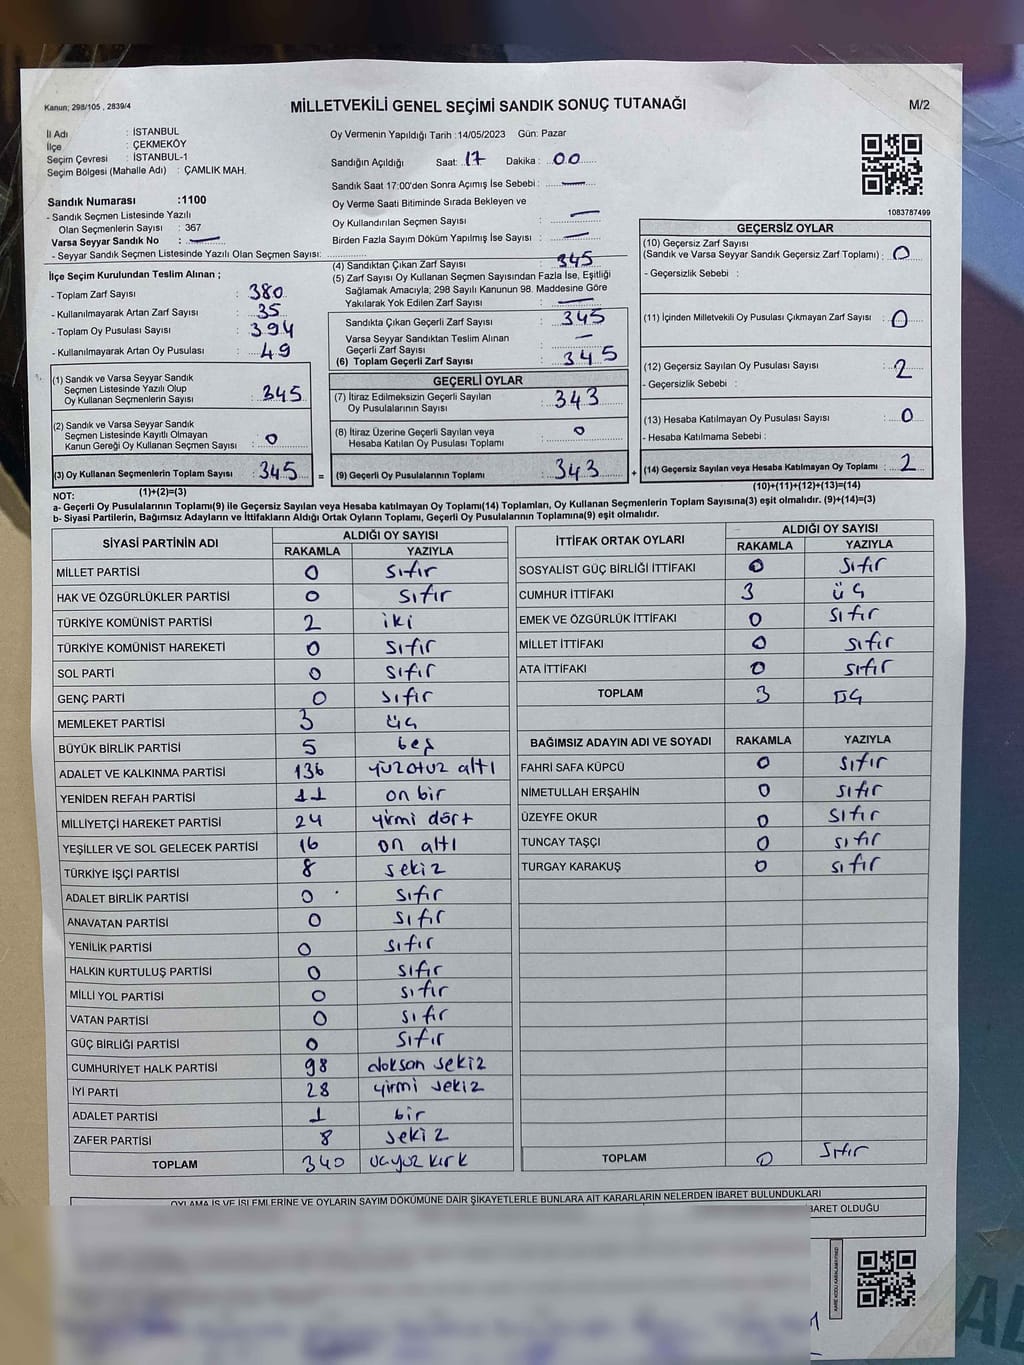 Kanun; 298/105 , 2839/4
MİLLETVEKİLİ GENEL SEÇİMİ SANDIK SONUÇ TUTANAĞI
M/2
İl Adı : İSTANBUL
İlçe : ÇEKMEKÖY
Seçim Çevresi : İSTANBUL-1
Seçim Bölgesi (Mahalle Adı) : ÇAMLIK MAH.
Oy Vermenin Yapıldığı Tarih :14/05/2023 Gün: Pazar
Sandığın Açıldığı Saat: 17 Dakika : 00
Sandık Saat 17:00'den Sonra Açımış İse Sebebi : —
Oy Verme Saati Bitiminde Sırada Bekleyen ve
Oy Kullandırılan Seçmen Sayısı : —
Birden Fazla Sayım Döküm Yapılmış İse Sayısı : —
1083787499
Sandık Numarası :1100
- Sandık Seçmen Listesinde Yazılı
Olan Seçmenlerin Sayısı : 367
Varsa Seyyar Sandık No : —
- Seyyar Sandık Seçmen Listesinde Yazılı Olan Seçmen Sayısı:
İlçe Seçim Kurulundan Teslim Alınan ;
- Toplam Zarf Sayısı : 380
- Kullanılmayarak Artan Zarf Sayısı : 35
- Toplam Oy Pusulası Sayısı : 394
- Kullanılmayarak Artan Oy Pusulası : 49
(1) Sandık ve Varsa Seyyar Sandık
Seçmen Listesinde Yazılı Olup
Oy Kullanan Seçmenlerin Sayısı : 345
(2) Sandık ve Varsa Seyyar Sandık
Seçmen Listesinde Kayıtlı Olmayan
Kanun Gereği Oy Kullanan Seçmen Sayısı : 0
(3) Oy Kullanan Seçmenlerin Toplam Sayısı : 345 =
(1)+(2)=(3)
(4) Sandıktan Çıkan Zarf Sayısı : 345
(5) Zarf Sayısı Oy Kullanan Seçmen Sayısından Fazla İse, Eşitliği
Sağlamak Amacıyla; 298 Sayılı Kanunun 98. Maddesine Göre
Yakılarak Yok Edilen Zarf Sayısı : —
Sandıkta Çıkan Geçerli Zarf Sayısı : 345
Varsa Seyyar Sandıktan Teslim Alınan
Geçerli Zarf Sayısı : —
(6) Toplam Geçerli Zarf Sayısı : 345
GEÇERLİ OYLAR
(7) İtiraz Edilmeksizin Geçerli Sayılan
Oy Pusulalarının Sayısı : 343
(8) İtiraz Üzerine Geçerli Sayılan veya
Hesaba Katılan Oy Pusulası Toplamı : 0
(9) Geçerli Oy Pusulalarının Toplamı : 343 +
GEÇERSİZ OYLAR
(10) Geçersiz Zarf Sayısı
(Sandık ve Varsa Seyyar Sandık Geçersiz Zarf Toplamı) : 0
- Geçersizlik Sebebi :
(11) İçinden Milletvekili Oy Pusulası Çıkmayan Zarf Sayısı : 0
(12) Geçersiz Sayılan Oy Pusulası Sayısı : 2
- Geçersizlik Sebebi :
(13) Hesaba Katılmayan Oy Pusulası Sayısı : 0
- Hesaba Katılmama Sebebi :
(14) Geçersiz Sayılan veya Hesaba Katılmayan Oy Toplamı : 2
(10)+(11)+(12)+(13)=(14)
NOT:
a- Geçerli Oy Pusulalarının Toplamı(9) ile Geçersiz Sayılan veya Hesaba katılmayan Oy Toplamı(14) Toplamları, Oy Kullanan Seçmenlerin Toplam Sayısına(3) eşit olmalıdır. (9)+(14)=(3)
b- Siyasi Partilerin, Bağımsız Adayların ve İttifakların Aldığı Ortak Oyların Toplamı, Geçerli Oy Pusulalarının Toplamına(9) eşit olmalıdır.
SİYASİ PARTİNİN ADI ALDIĞI OY SAYISI
RAKAMLA YAZIYLA
MİLLET PARTİSİ 0 sıfır
HAK VE ÖZGÜRLÜKLER PARTİSİ 0 sıfır
TÜRKİYE KOMÜNİST PARTİSİ 2 iki
TÜRKİYE KOMÜNİST HAREKETİ 0 sıfır
SOL PARTİ 0 sıfır
GENÇ PARTİ 0 sıfır
MEMLEKET PARTİSİ 3 üç
BÜYÜK BİRLİK PARTİSİ 5 beş
ADALET VE KALKINMA PARTİSİ 136 yüzotuz altı
YENİDEN REFAH PARTİSİ 11 on bir
MİLLİYETÇİ HAREKET PARTİSİ 24 yirmi dört
YEŞİLLER VE SOL GELECEK PARTİSİ 16 on altı
TÜRKİYE İŞÇİ PARTİSİ 8 sekiz
ADALET BİRLİK PARTİSİ 0 sıfır
ANAVATAN PARTİSİ 0 sıfır
YENİLİK PARTİSİ 0 sıfır
HALKIN KURTULUŞ PARTİSİ 0 sıfır
MİLLİ YOL PARTİSİ 0 sıfır
VATAN PARTİSİ 0 sıfır
GÜÇ BİRLİĞİ PARTİSİ 0 sıfır
CUMHURİYET HALK PARTİSİ 98 doksan sekiz
İYİ PARTİ 28 yirmi sekiz
ADALET PARTİSİ 1 bir
ZAFER PARTİSİ 8 sekiz
TOPLAM 340 üçyüz kırk
İTTİFAK ORTAK OYLARI ALDIĞI OY SAYISI
RAKAMLA YAZIYLA
SOSYALİST GÜÇ BİRLİĞİ İTTİFAKI 0 sıfır
CUMHUR İTTİFAKI 3 üç
EMEK VE ÖZGÜRLÜK İTTİFAKI 0 sıfır
MİLLET İTTİFAKI 0 sıfır
ATA İTTİFAKI 0 sıfır
TOPLAM 3 üç
BAĞIMSIZ ADAYIN ADI VE SOYADI RAKAMLA YAZIYLA
FAHRİ SAFA KÜPCÜ 0 sıfır
NİMETULLAH ERŞAHİN 0 sıfır
ÜZEYFE OKUR 0 sıfır
TUNCAY TAŞÇI 0 sıfır
TURGAY KARAKUŞ 0 sıfır
TOPLAM 0 sıfır
OYLAMA İŞ VE İŞLEMLERİNE VE OYLARIN SAYIM DÖKÜMÜNE DAİR ŞİKAYETLERLE BUNLARA AİT KARARLARIN NELERDEN İBARET BULUNDUKLARI
BARET OLDUĞU